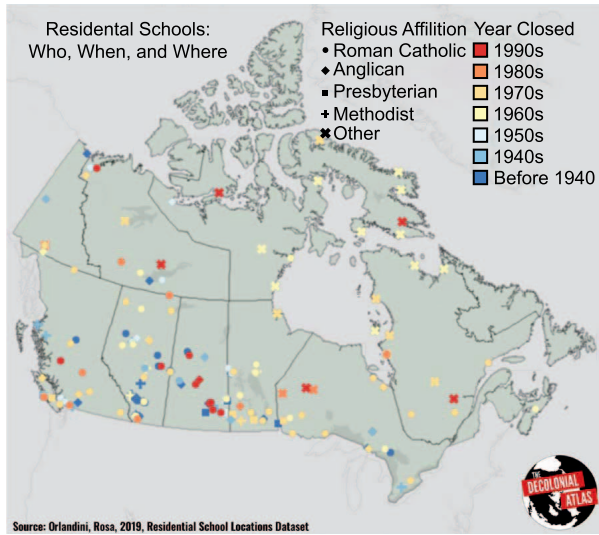 Residental Schools:
Who, When, and Where
Religious Affilition
Roman Catholic
Anglican
Presbyterian
Methodist
Other
Year Closed
1990s
1980s
1970s
1960s
1950s
1940s
Before 1940
THE
DECOLONIAL
ATLAS
Source: Orlandini, Rosa, 2019, Residential School Locations Dataset